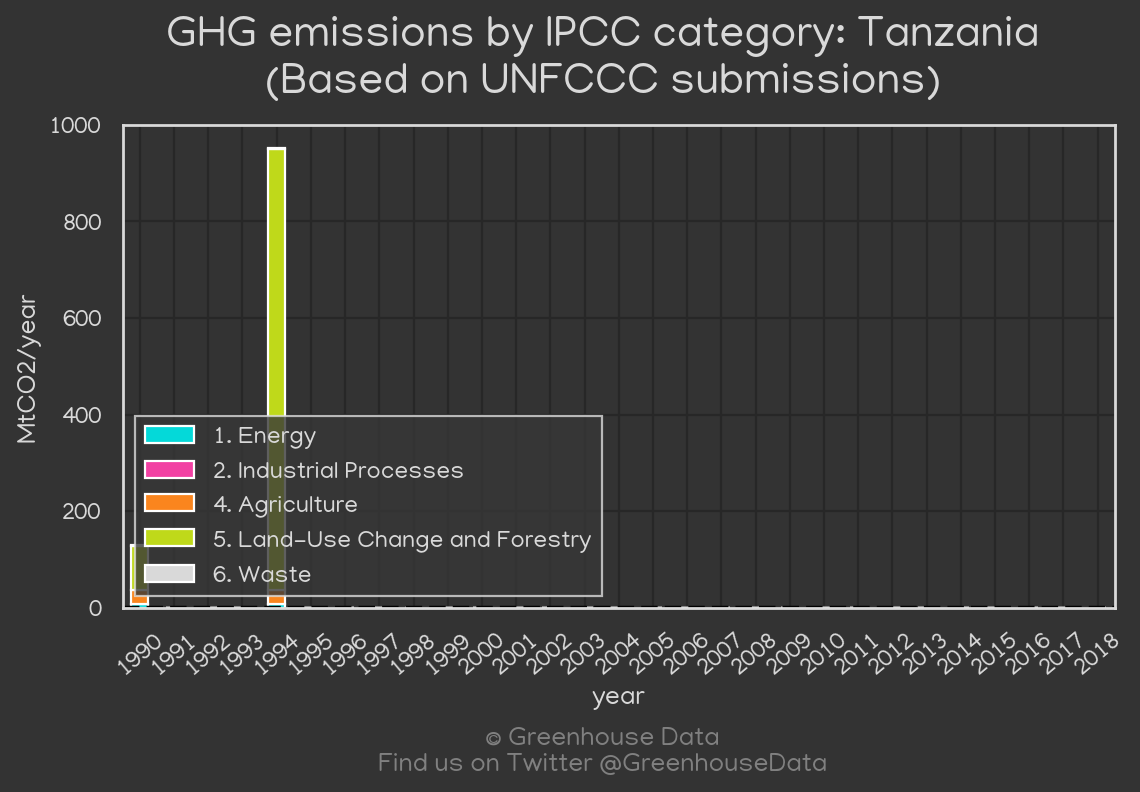 GHG emissions by IPCC category: Tanzania
(Based on UNFCCC submissions)
1000
800
600
400
200
0
MtCO2/year
1. Energy
2. Industrial Processes
4. Agriculture
5. Land-Use Change and Forestry
6. Waste
1990 1991 1992 1993 1994 1995 1996 1997 1998 1999 2000 2001 2002 2003 2004 2005 2006 2007 2008 2009 2010 2011 2012 2013 2014 2015 2016 2017 2018
year
© Greenhouse Data
Find us on Twitter @GreenhouseData